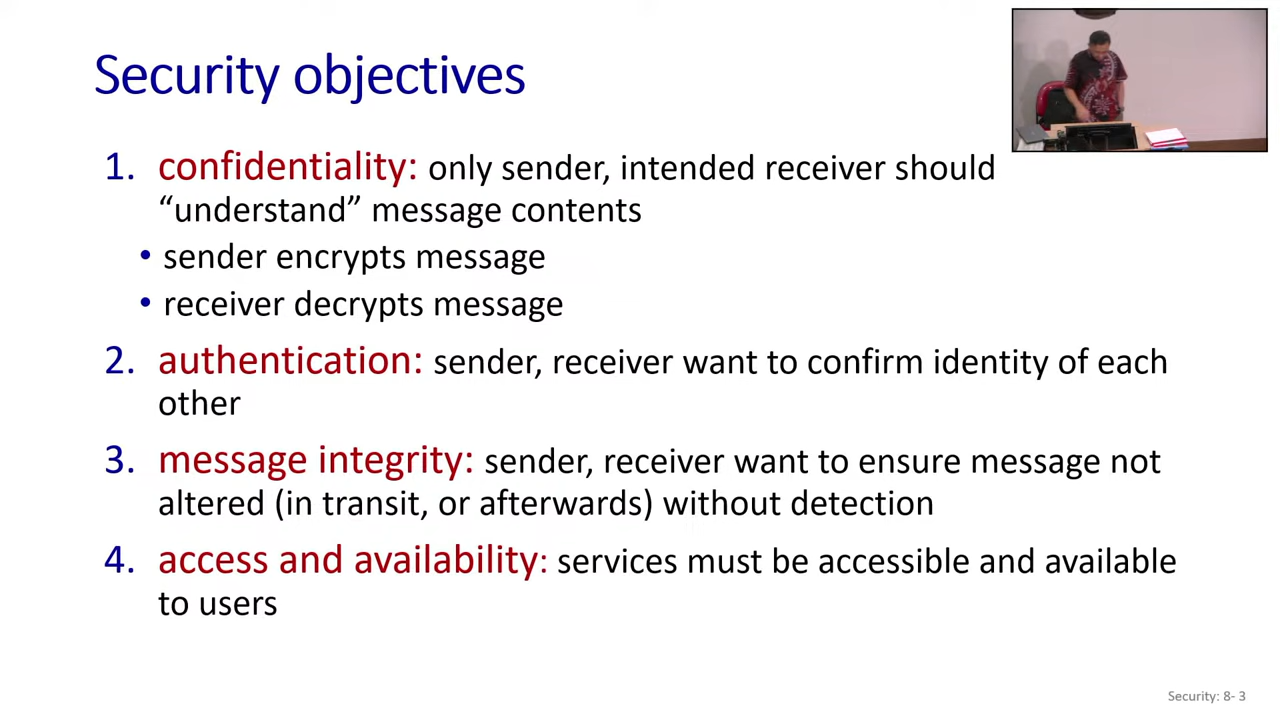 Security objectives
1. confidentiality: only sender, intended receiver should
“understand” message contents
• sender encrypts message
• receiver decrypts message
2. authentication: sender, receiver want to confirm identity of each
other
3. message integrity: sender, receiver want to ensure message not
altered (in transit, or afterwards) without detection
4. access and availability: services must be accessible and available
to users
Security: 8- 3